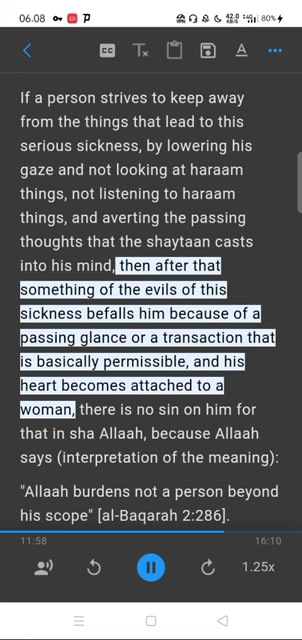 06.08
42.0
KB/S
80%
CC
If a person strives to keep away
from the things that lead to this
serious sickness, by lowering his
gaze and not looking at haraam
things, not listening to haraam
things, and averting the passing
thoughts that the shaytaan casts
into his mind, then after that
something of the evils of this
sickness befalls him because of a
passing glance or a transaction that
is basically permissible, and his
heart becomes attached to a
woman, there is no sin on him for
that in sha Allaah, because Allaah
says (interpretation of the meaning):
"Allaah burdens not a person beyond
his scope" [al-Baqarah 2:286].
11:58
16:10
1.25x